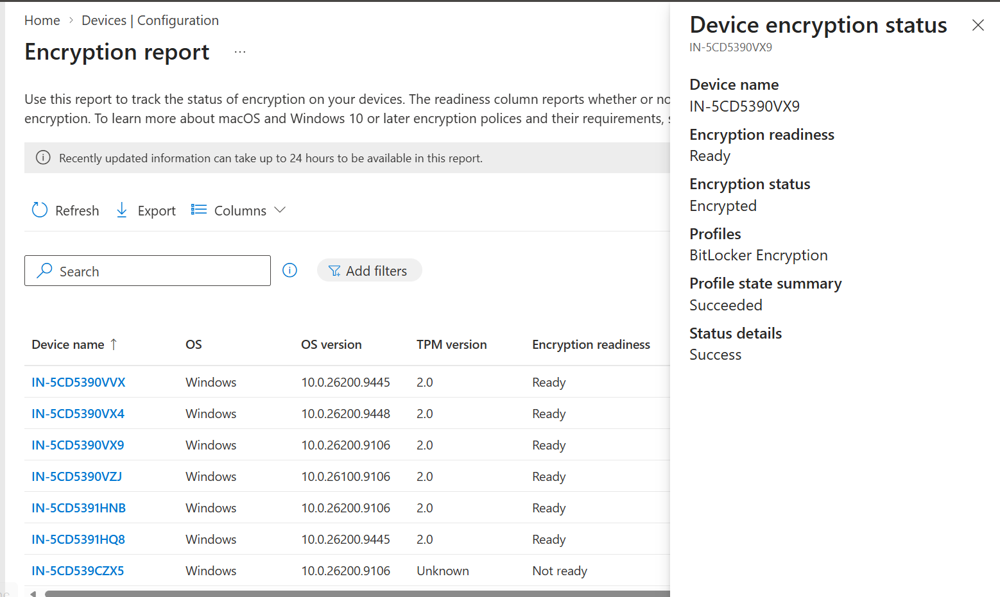 Home > Devices | Configuration
Encryption report ...
Use this report to track the status of encryption on your devices. The readiness column reports whether or no
encryption. To learn more about macOS and Windows 10 or later encryption polices and their requirements, s
Recently updated information can take up to 24 hours to be available in this report.
Refresh Export Columns
Search Add filters
Device name ↑ OS OS version TPM version Encryption readiness
IN-5CD5390VVX Windows 10.0.26200.9445 2.0 Ready
IN-5CD5390VX4 Windows 10.0.26200.9448 2.0 Ready
IN-5CD5390VX9 Windows 10.0.26200.9106 2.0 Ready
IN-5CD5390VZJ Windows 10.0.26100.9106 2.0 Ready
IN-5CD5391HNB Windows 10.0.26200.9106 2.0 Ready
IN-5CD5391HQ8 Windows 10.0.26200.9445 2.0 Ready
IN-5CD539CZX5 Windows 10.0.26200.9106 Unknown Not ready
Device encryption status
IN-5CD5390VX9
Device name
IN-5CD5390VX9
Encryption readiness
Ready
Encryption status
Encrypted
Profiles
BitLocker Encryption
Profile state summary
Succeeded
Status details
Success